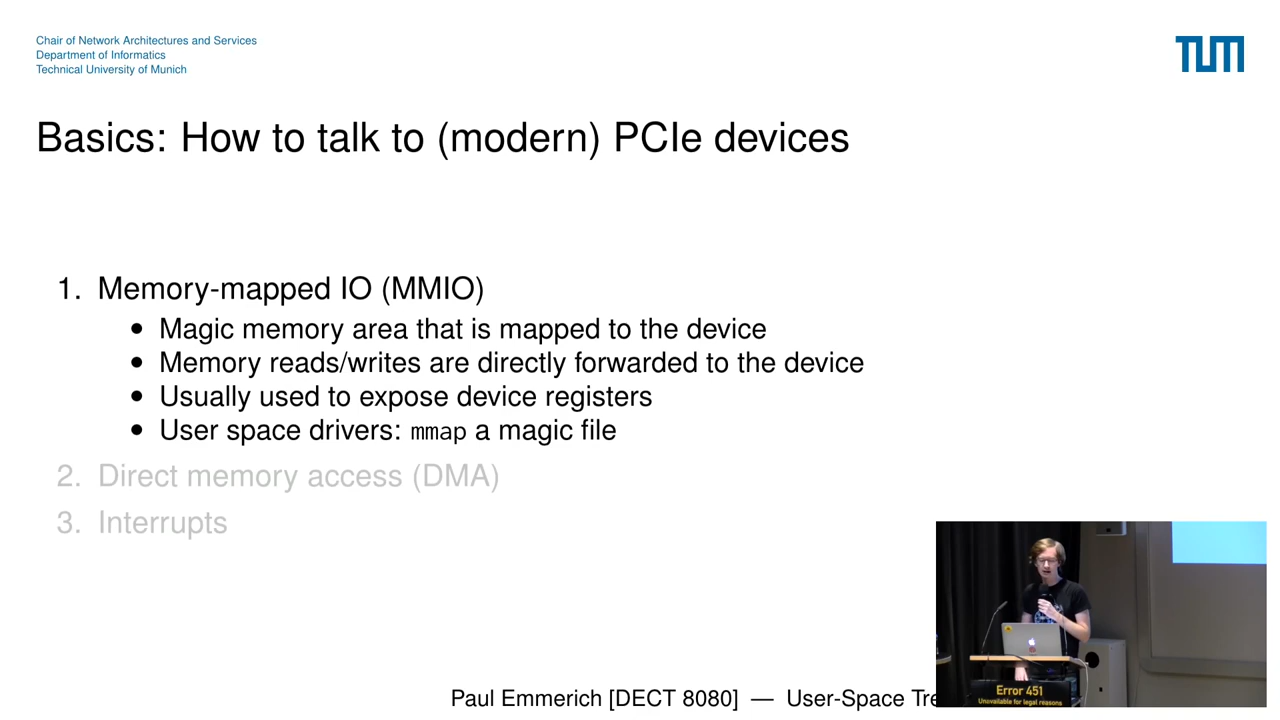 Chair of Network Architectures and Services
Department of Informatics
Technical University of Munich
TUM
Basics: How to talk to (modern) PCIe devices
1. Memory-mapped IO (MMIO)
• Magic memory area that is mapped to the device
• Memory reads/writes are directly forwarded to the device
• Usually used to expose device registers
• User space drivers: mmap a magic file
2. Direct memory access (DMA)
3. Interrupts
Paul Emmerich [DECT 8080] — User-Space Tre
Error 451
Unavailable for legal reasons